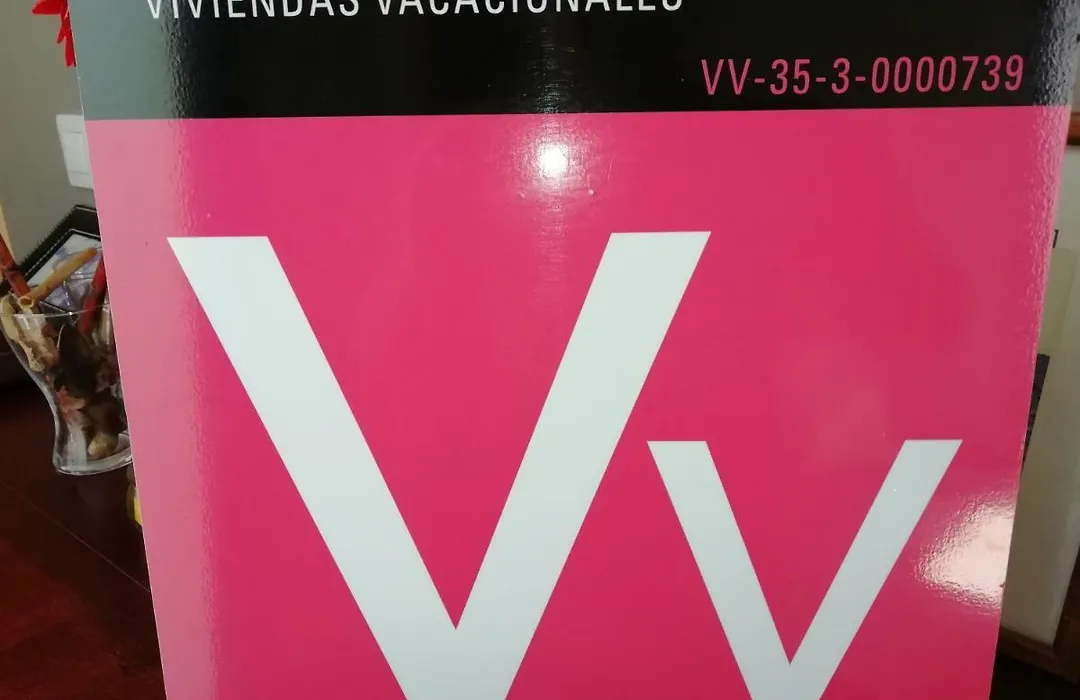 VIVIENDAS VACACIONALES
VV-35-3-0000739
Vv